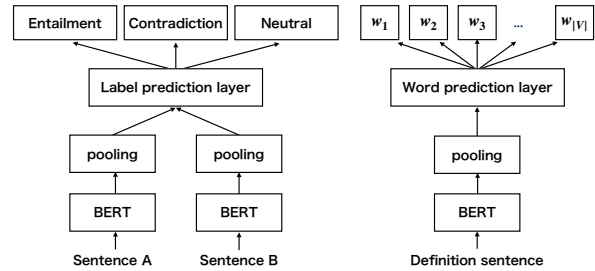 Entailment Contradiction Neutral w1 w2 w3 ... w|V|
Label prediction layer Word prediction layer
pooling pooling pooling
BERT BERT BERT
Sentence A Sentence B Definition sentence